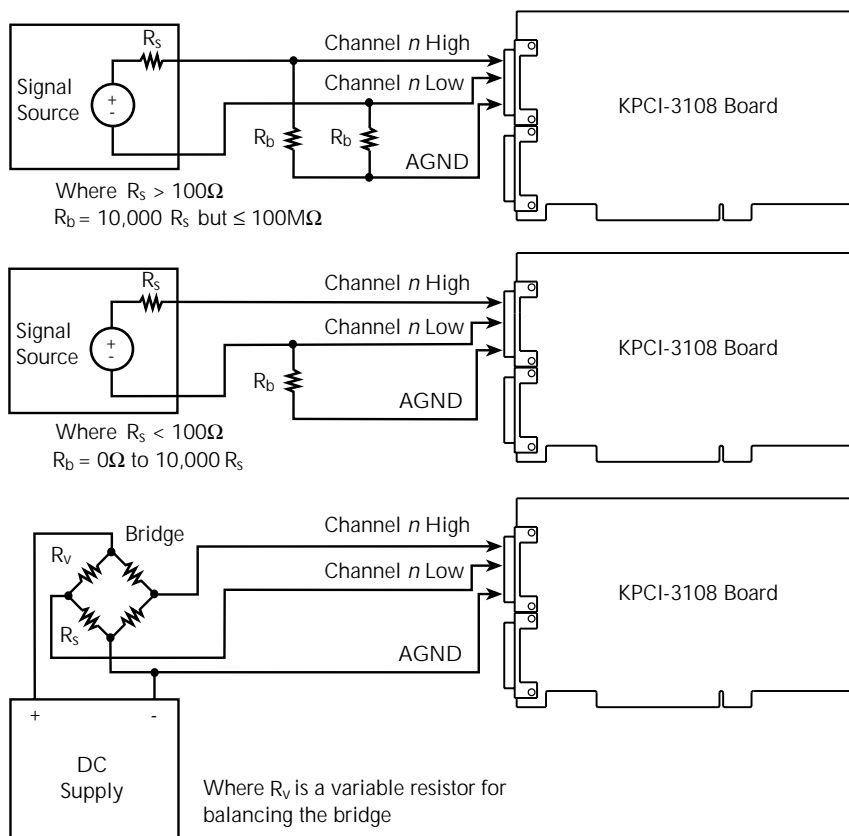 Rs
Channel n High
Signal
Source
+
-
Channel n Low
KPCI-3108 Board
Rb
Rb
AGND
Where Rs > 100Ω
Rb = 10,000 Rs but ≤ 100MΩ
Rs
Channel n High
Signal
Source
+
-
Channel n Low
KPCI-3108 Board
Rb
AGND
Where Rs < 100Ω
Rb = 0Ω to 10,000 Rs
Bridge
Channel n High
Rv
Channel n Low
KPCI-3108 Board
Rs
AGND
+
-
DC
Supply
Where Rv is a variable resistor for
balancing the bridge